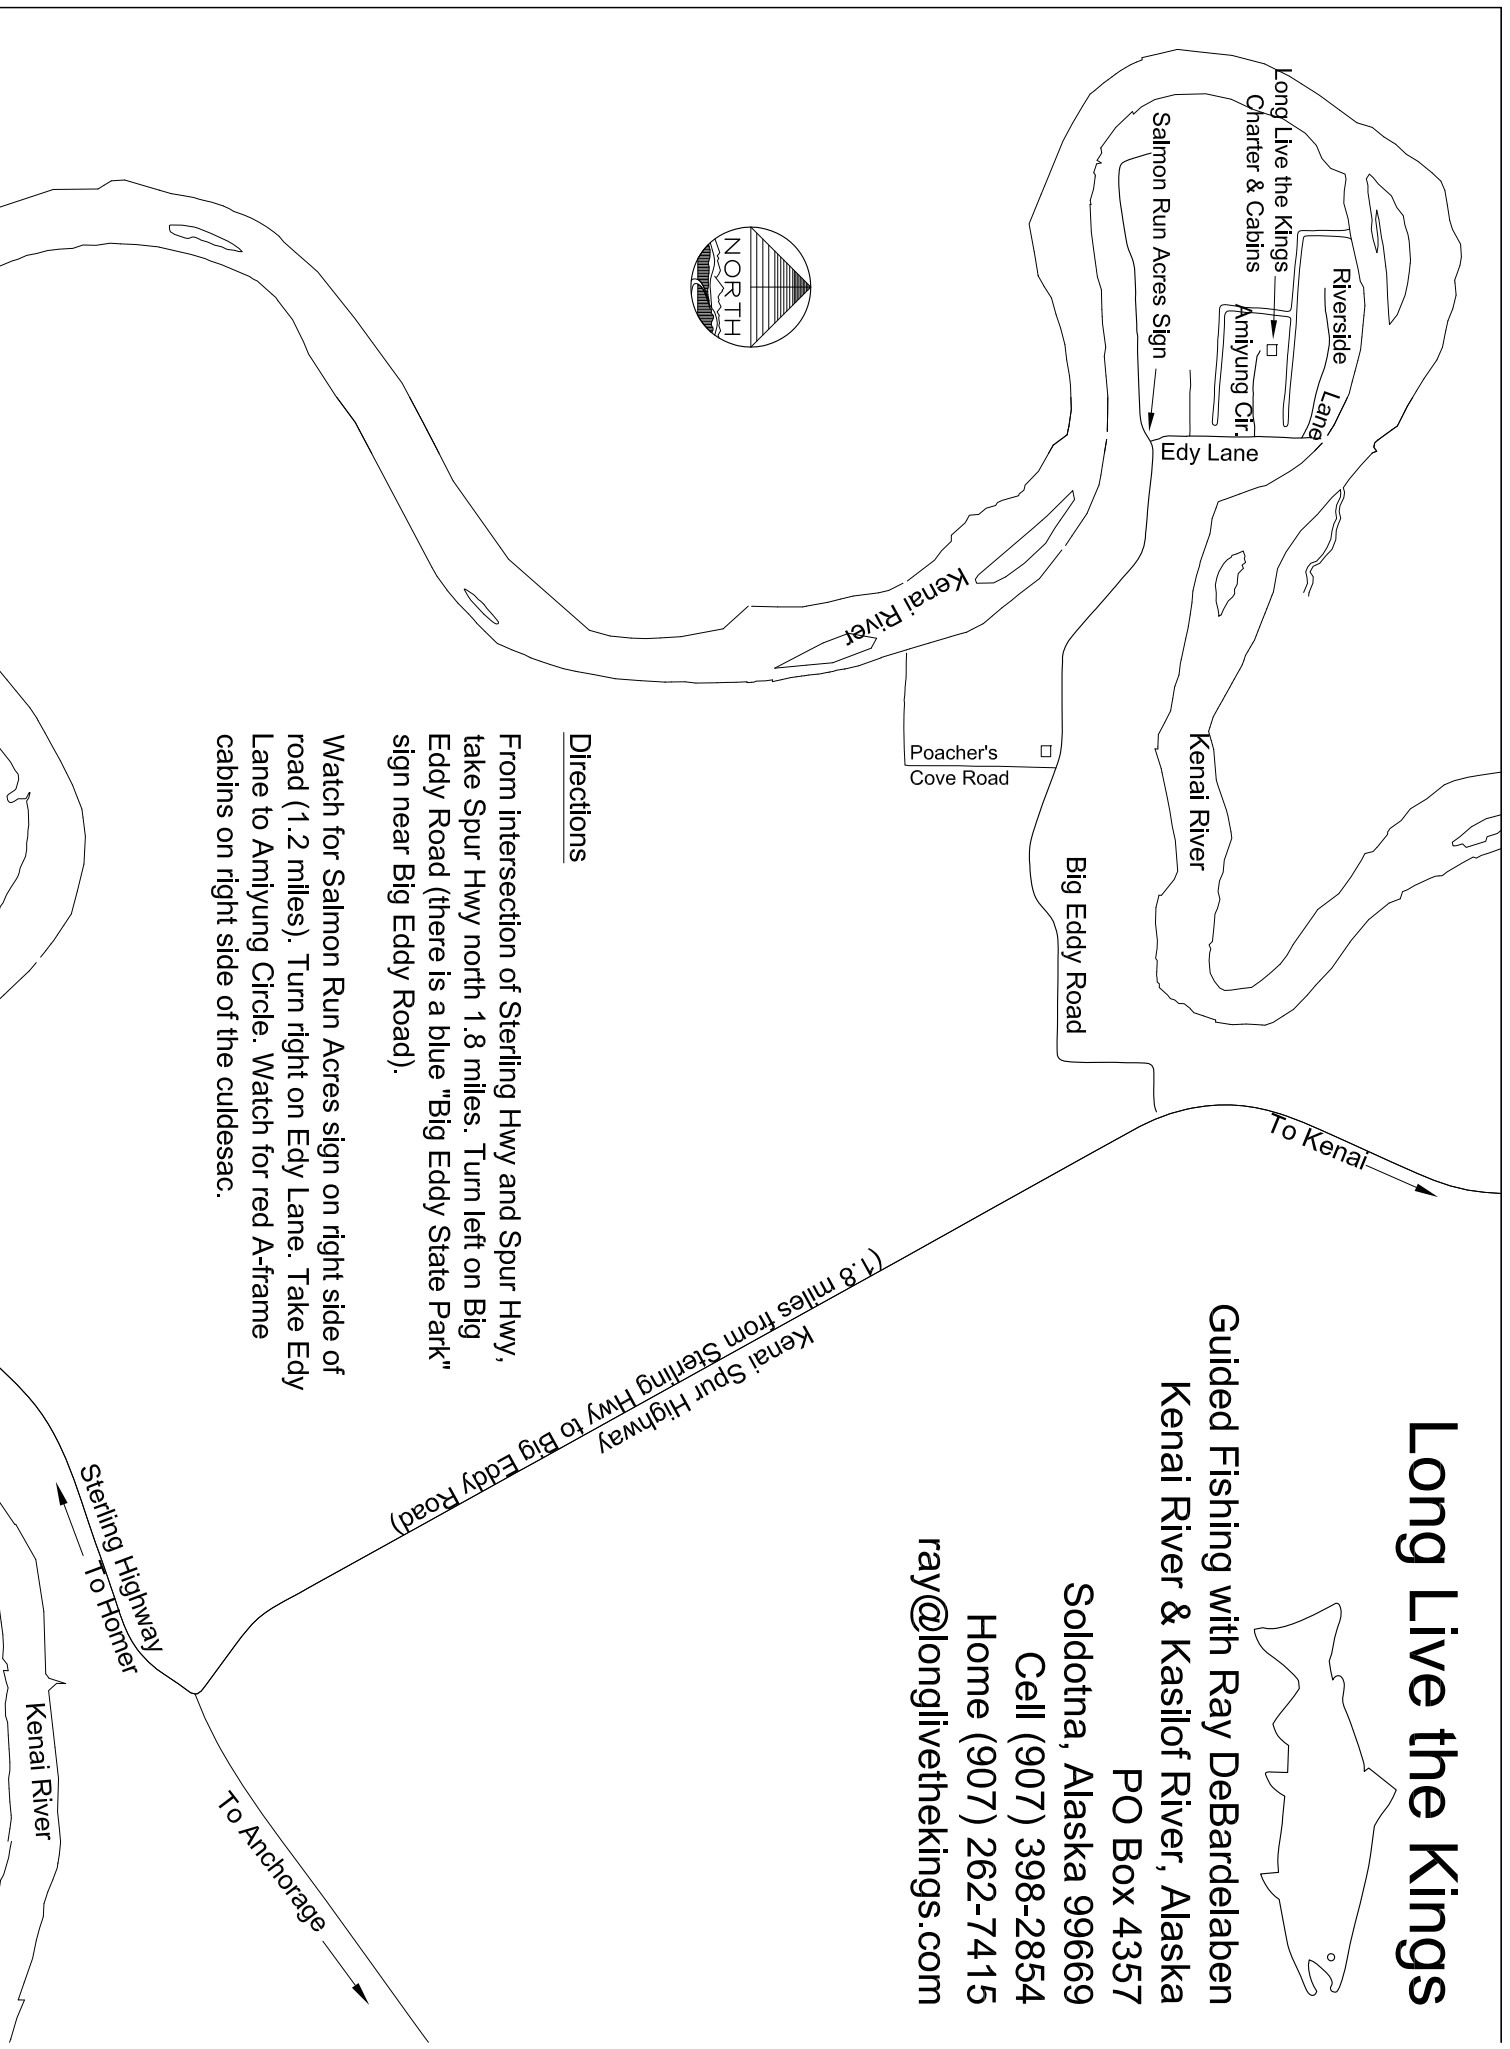 Long Live the Kings
Guided Fishing with Ray DeBardelaben
Kenai River & Kasilof River, Alaska
PO Box 4357
Soldotna, Alaska 99669
Cell (907) 398-2854
Home (907) 262-7415
ray@longlivethekings.com
Long Live the Kings
Charter & Cabins
Riverside
Lane
Amiyung Cir.
Salmon Run Acres Sign
Edy Lane
Kenai River
Kenai River
Poacher's
Cove Road
Big Eddy Road
To Kenai
NORTH
Kenai Spur Highway
(1.8 miles from Sterling Hwy to Big Eddy Road)
Directions
From intersection of Sterling Hwy and Spur Hwy,
take Spur Hwy north 1.8 miles. Turn left on Big
Eddy Road (there is a blue "Big Eddy State Park"
sign near Big Eddy Road).
Watch for Salmon Run Acres sign on right side of
road (1.2 miles). Turn right on Edy Lane. Take Edy
Lane to Amiyung Circle. Watch for red A-frame
cabins on right side of the culdesac.
Sterling Highway
To Homer
To Anchorage
Kenai River